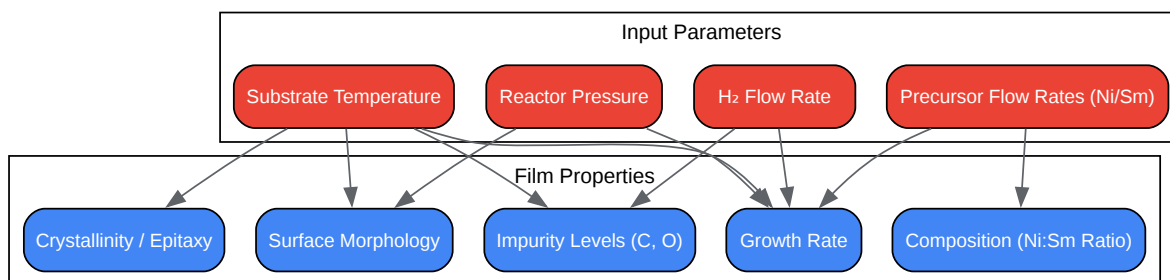 Input Parameters
Substrate Temperature
Reactor Pressure
H₂ Flow Rate
Precursor Flow Rates (Ni/Sm)
Film Properties
Crystallinity / Epitaxy
Surface Morphology
Impurity Levels (C, O)
Growth Rate
Composition (Ni:Sm Ratio)